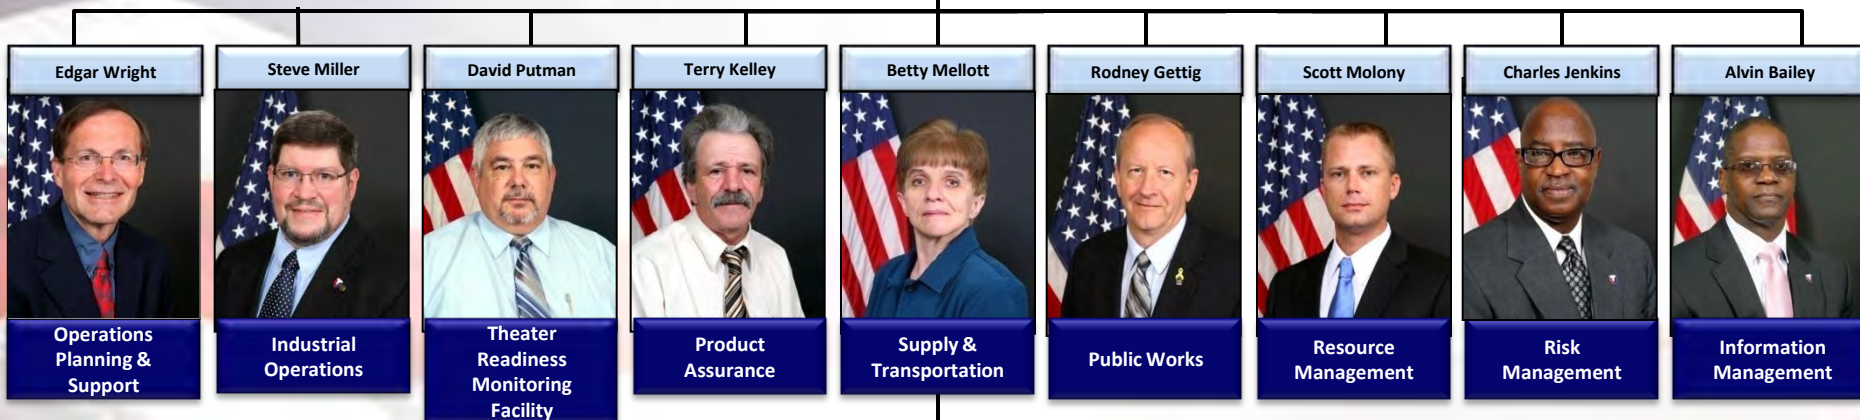 Edgar Wright
Steve Miller
David Putman
Terry Kelley
Betty Mellott
Rodney Gettig
Scott Molony
Charles Jenkins
Alvin Bailey
Operations
Planning &
Support
Industrial
Operations
Theater
Readiness
Monitoring
Facility
Product
Assurance
Supply &
Transportation
Public Works
Resource
Management
Risk
Management
Information
Management